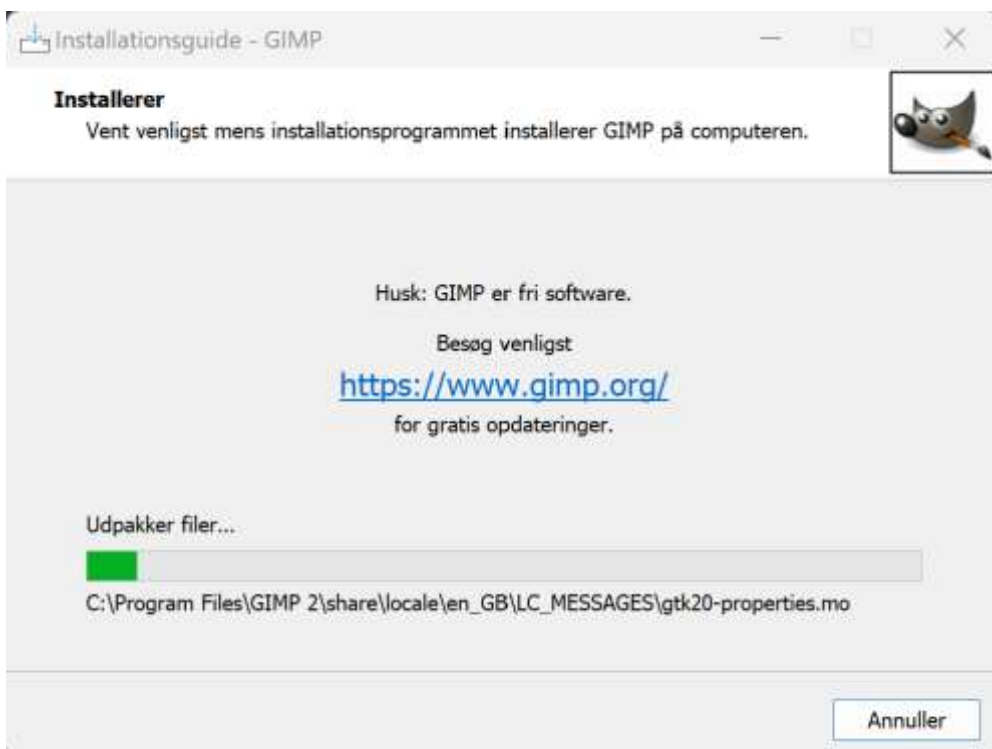 Installationsguide - GIMP
Installerer
Vent venligst mens installationsprogrammet installerer GIMP på computeren.
Husk: GIMP er fri software.
Besøg venligst
https://www.gimp.org/
for gratis opdateringer.
Udpakker filer...
C:\Program Files\GIMP 2\share\locale\en_GB\LC_MESSAGES\gtk20-properties.mo
Annuller